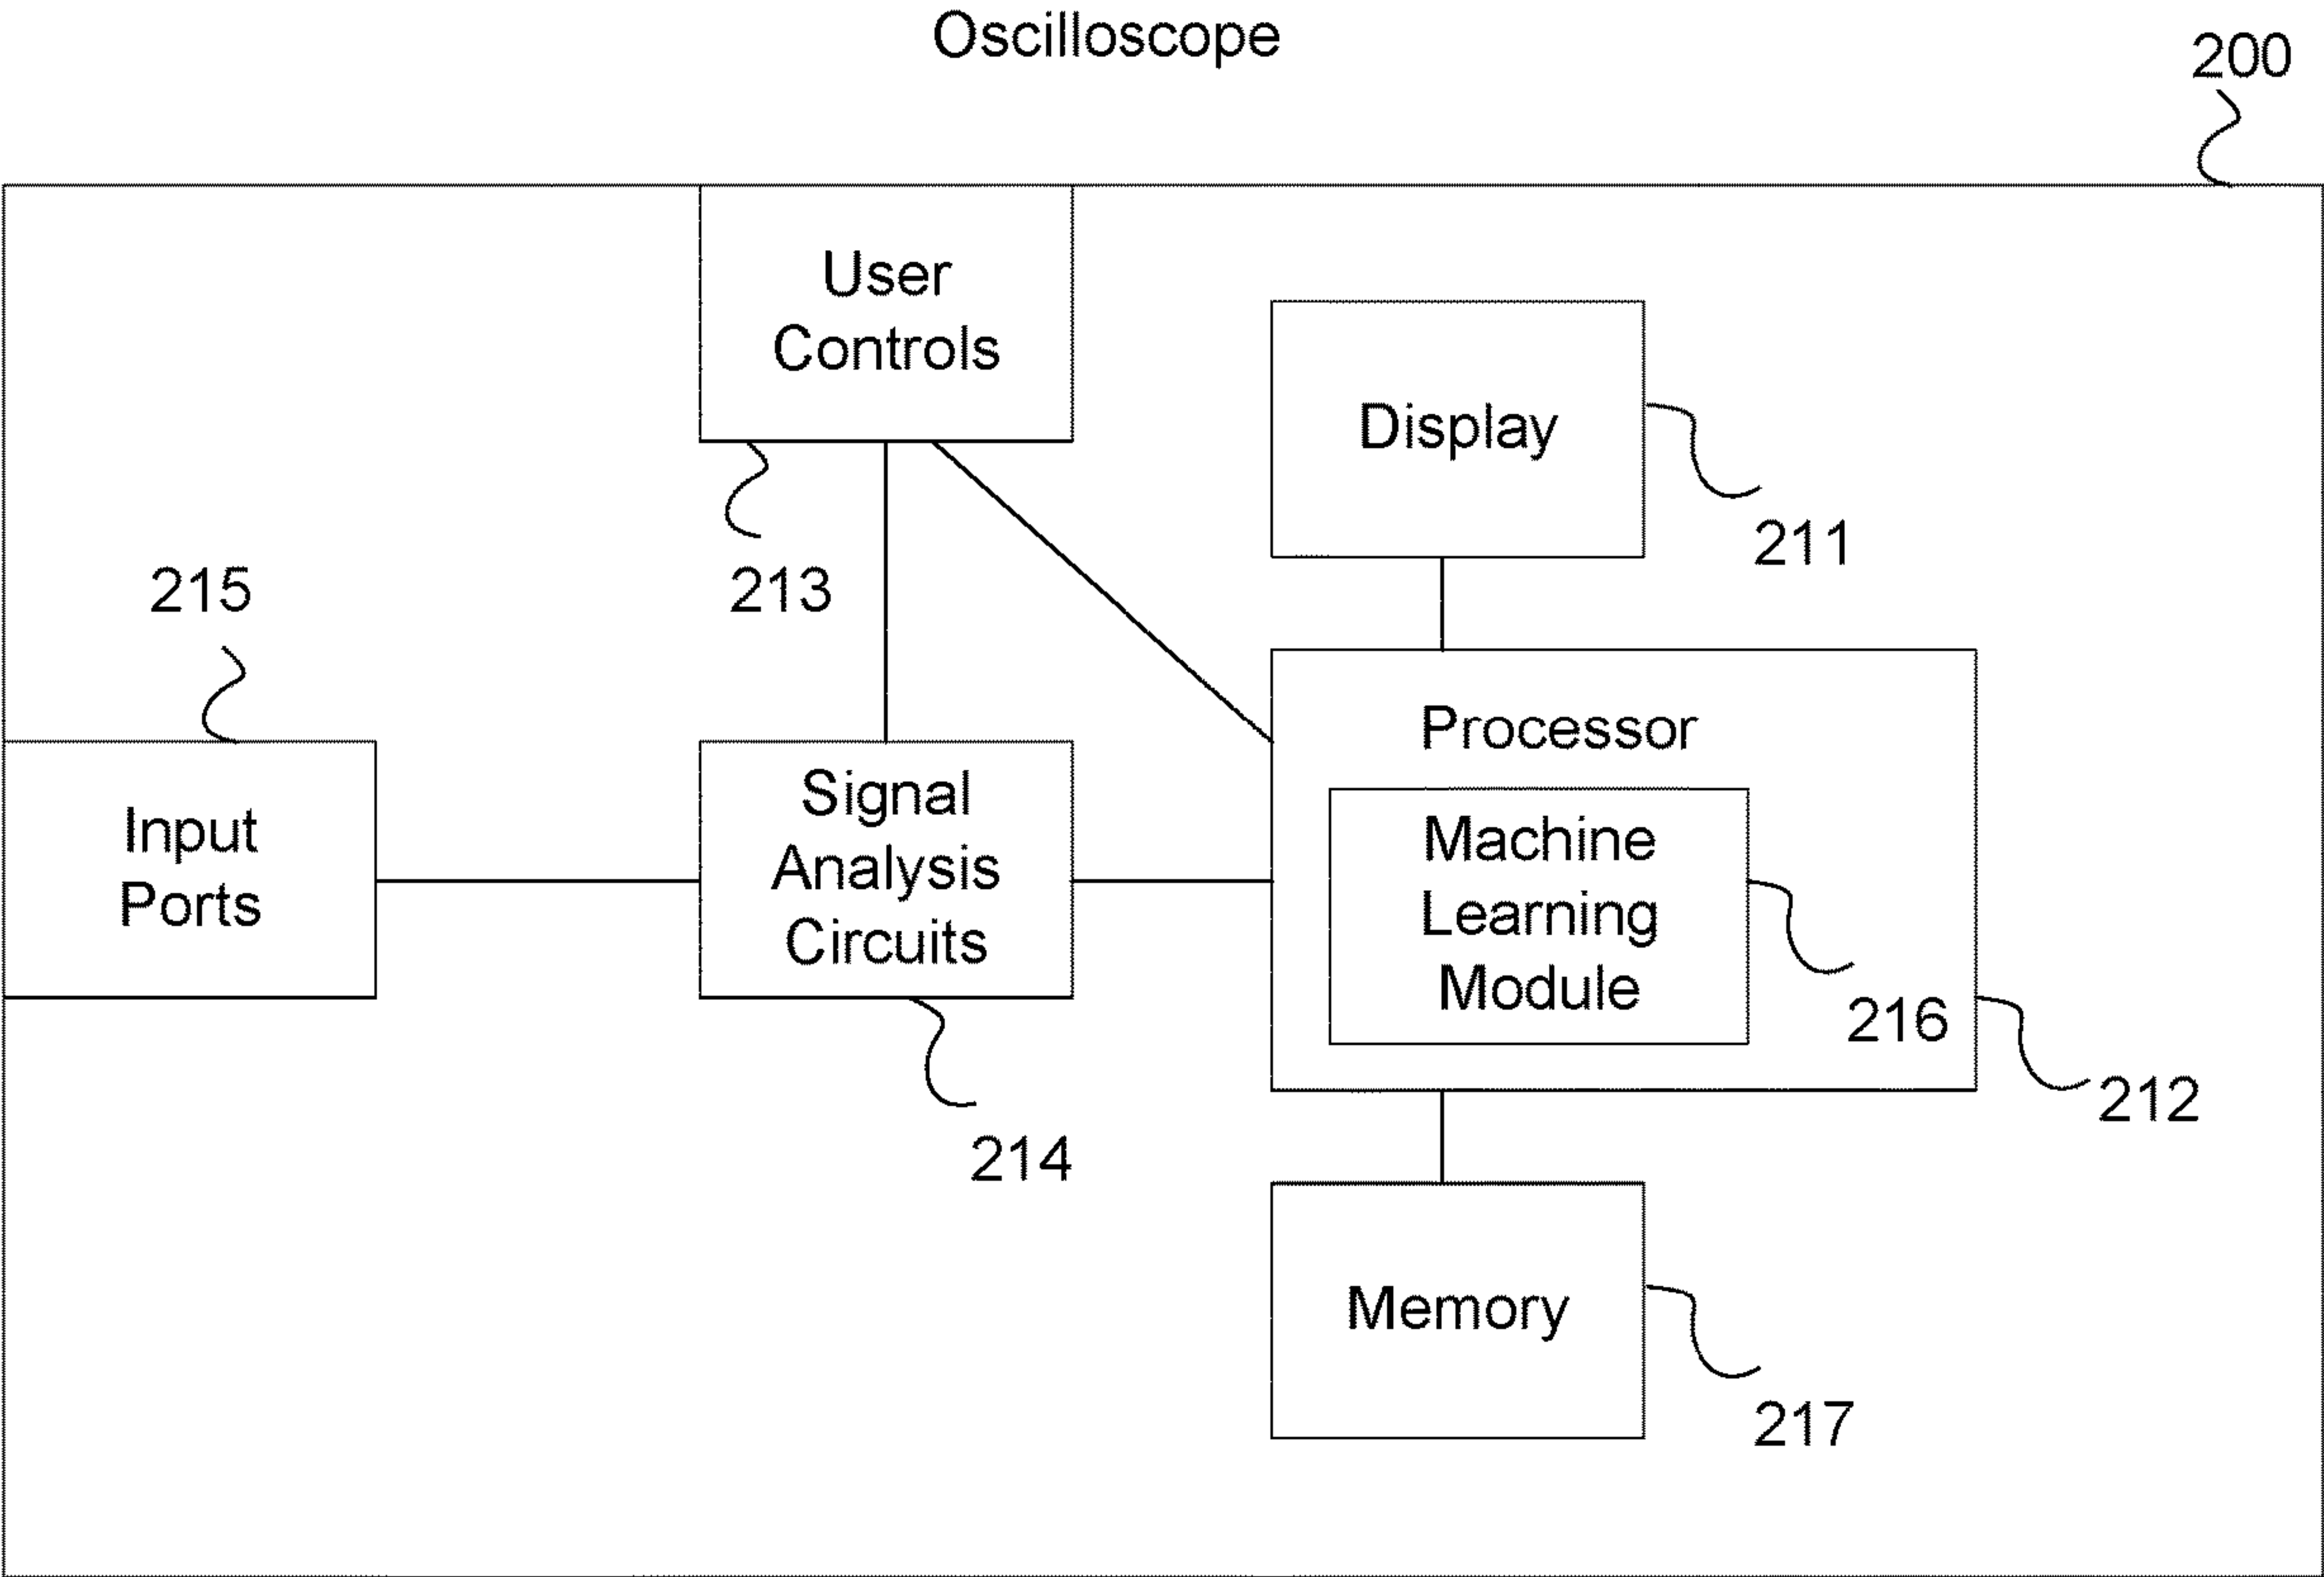 Oscilloscope
200
User
Controls
Display
211
213
215
Processor
Signal
Analysis
Circuits
Input
Ports
Machine
Learning
Module
216
212
214
Memory
217